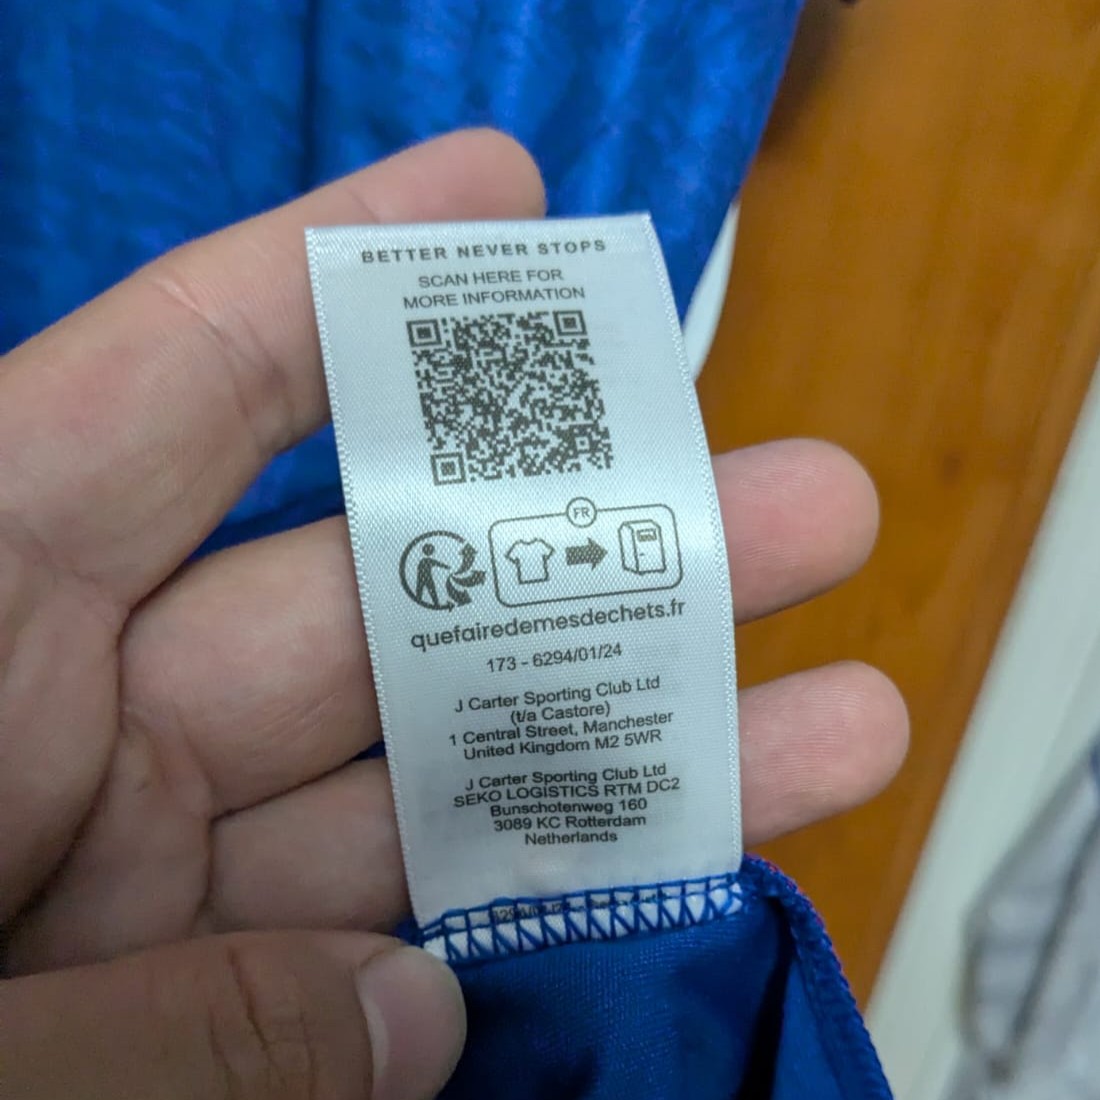 BETTER NEVER STOPS
SCAN HERE FOR
MORE INFORMATION
FR
quefairedemesdechets.fr
173 - 6294/01/24
J Carter Sporting Club Ltd
(t/a Castore)
1 Central Street, Manchester
United Kingdom M2 5WR
J Carter Sporting Club Ltd
SEKO LOGISTICS RTM DC2
Bunschotenweg 160
3089 KC Rotterdam
Netherlands